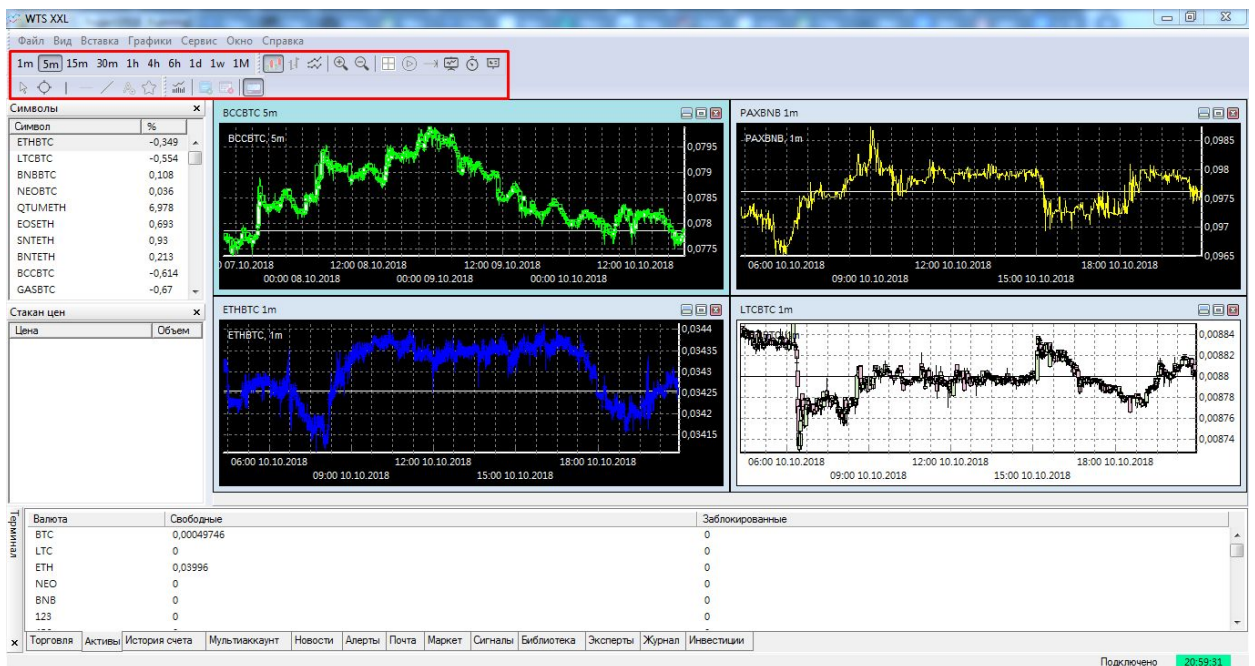 WTS XXL
Файл Вид Вставка Графики Сервис Окно Справка
1m 5m 15m 30m 1h 4h 6h 1d 1w 1M
Символы
Символ %
ETHBTC -0,349
LTCBTC -0,554
BNBBTC 0,108
NEOBTC 0,036
QTUMETH 6,978
EOSETH 0,693
SNTETH 0,93
BNTETH 0,213
BCCBTC -0,614
GASBTC -0,67
Стакан цен
Цена Объем
BCCBTC 5m
BCCBTC, 5m
0,0795
0,079
0,0785
0,078
0,0775
07.10.2018 12:00 08.10.2018 12:00 09.10.2018 12:00 10.10.2018
00:00 08.10.2018 00:00 09.10.2018 00:00 10.10.2018
PAXBNB 1m
PAXBNB, 1m
0,0985
0,098
0,0975
0,097
0,0965
06:00 10.10.2018 12:00 10.10.2018 18:00 10.10.2018
09:00 10.10.2018 15:00 10.10.2018
ETHBTC 1m
ETHBTC, 1m
0,0344
0,03435
0,0343
0,03425
0,0342
0,03415
06:00 10.10.2018 12:00 10.10.2018 18:00 10.10.2018
09:00 10.10.2018 15:00 10.10.2018
LTCBTC 1m
0,00884
0,00882
0,0088
0,00878
0,00876
0,00874
06:00 10.10.2018 12:00 10.10.2018 18:00 10.10.2018
09:00 10.10.2018 15:00 10.10.2018
Терминал
Валюта Свободные Заблокированные
BTC 0,00049746 0
LTC 0 0
ETH 0,03996 0
NEO 0 0
BNB 0 0
123 0 0
Торговля Активы История счета Мультиаккаунт Новости Алерты Почта Маркет Сигналы Библиотека Эксперты Журнал Инвестиции
Подключено 20:59:31